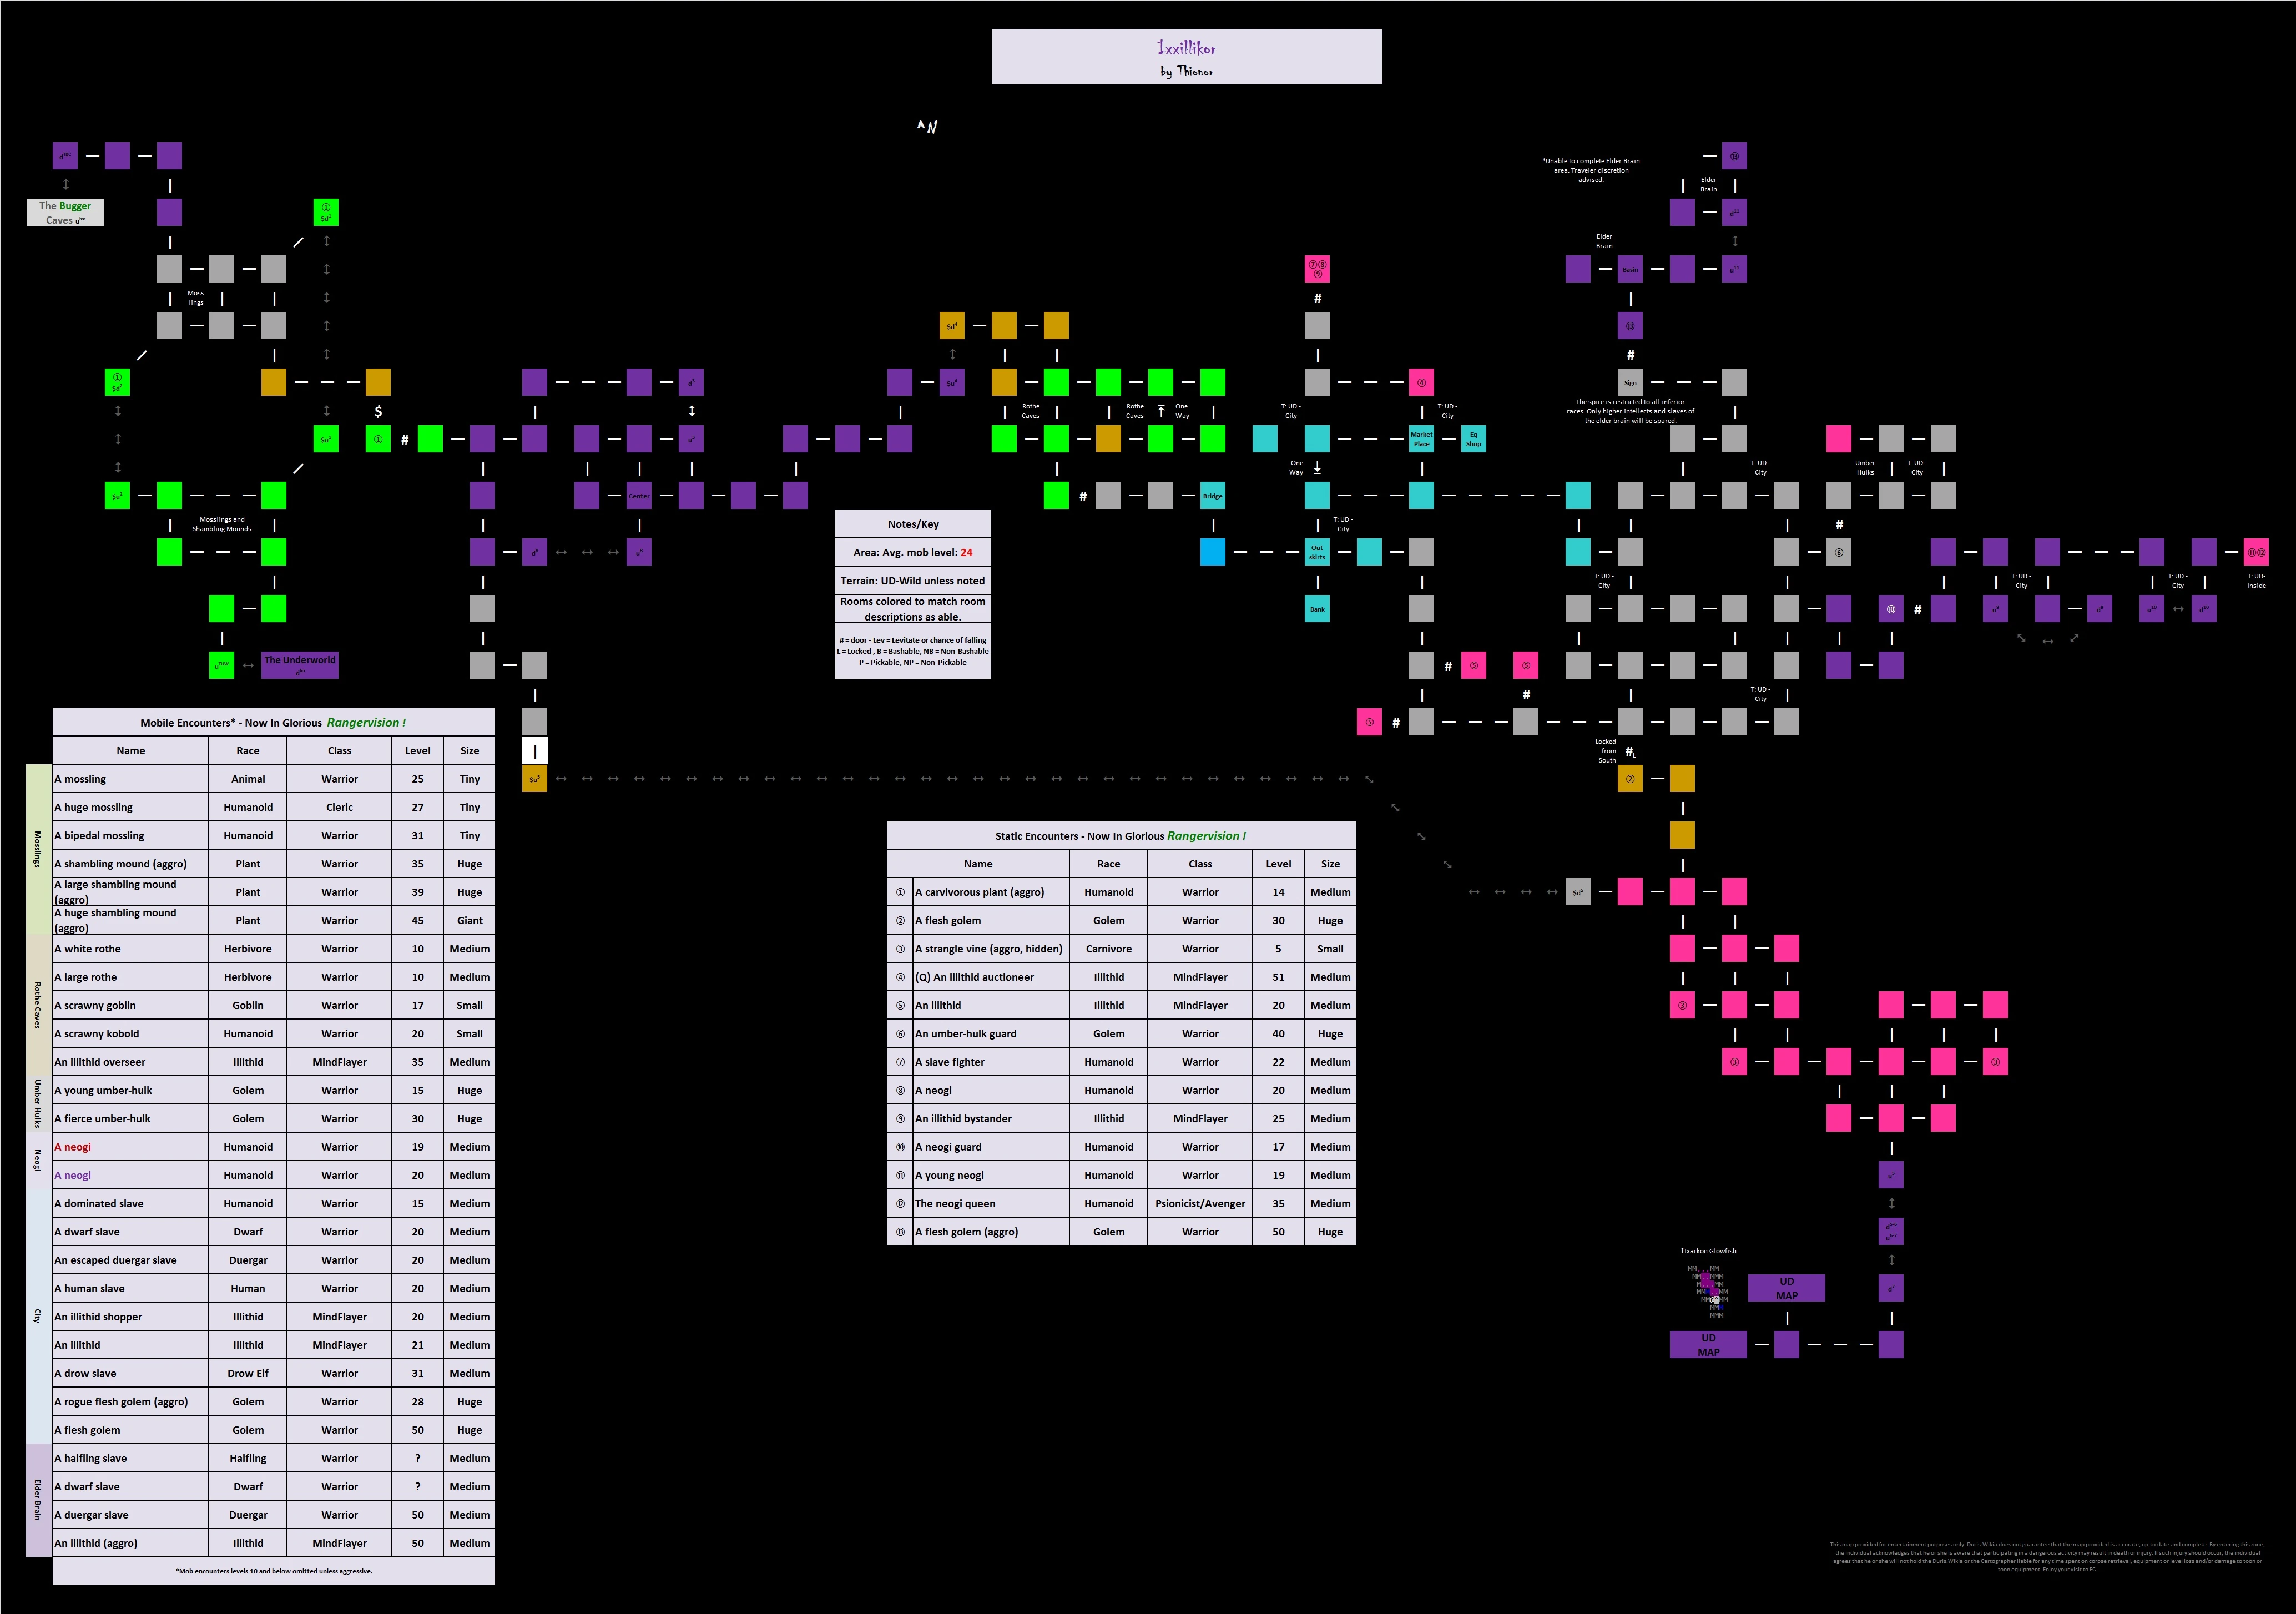 Ixxillikor
by Thionor
^N
The Bugger
Caves
Moss
lings
Mosslings and
Shambling Mounds
The Underworld
Center
Rothe
Caves
Rothe
Caves
One
Way
Bridge
*Unable to complete Elder Brain
area. Traveler discretion
advised.
Elder
Brain
Elder
Brain
Basin
Sign
The spire is restricted to all inferior
races. Only higher intellects and slaves of
the elder brain will be spared.
T: UD -
City
T: UD -
City
Market
Place
Eq
Shop
One
Way
T: UD -
City
Out
skirts
Bank
T: UD -
City
Umber
Hulks
T: UD -
City
T: UD -
City
T: UD -
City
T: UD -
City
T: UD-
Inside
T: UD -
City
Locked
from
South
#L
Notes/Key
Area: Avg. mob level: 24
Terrain: UD-Wild unless noted
Rooms colored to match room
descriptions as able.
# = door - Lev = Levitate or chance of falling
L = Locked , B = Bashable, NB = Non-Bashable
P = Pickable, NP = Non-Pickable
Mobile Encounters* - Now In Glorious Rangervision !
Name Race Class Level Size
Mosslings
A mossling Animal Warrior 25 Tiny
A huge mossling Humanoid Cleric 27 Tiny
A bipedal mossling Humanoid Warrior 31 Tiny
A shambling mound (aggro) Plant Warrior 35 Huge
A large shambling mound (aggro) Plant Warrior 39 Huge
A huge shambling mound (aggro) Plant Warrior 45 Giant
Rothe Caves
A white rothe Herbivore Warrior 10 Medium
A large rothe Herbivore Warrior 10 Medium
A scrawny goblin Goblin Warrior 17 Small
A scrawny kobold Humanoid Warrior 20 Small
An illithid overseer Illithid MindFlayer 35 Medium
Umber Hulks
A young umber-hulk Golem Warrior 15 Huge
A fierce umber-hulk Golem Warrior 30 Huge
Neogi
A neogi Humanoid Warrior 19 Medium
A neogi Humanoid Warrior 20 Medium
City
A dominated slave Humanoid Warrior 15 Medium
A dwarf slave Dwarf Warrior 20 Medium
An escaped duergar slave Duergar Warrior 20 Medium
A human slave Human Warrior 20 Medium
An illithid shopper Illithid MindFlayer 20 Medium
An illithid Illithid MindFlayer 21 Medium
A drow slave Drow Elf Warrior 31 Medium
A rogue flesh golem (aggro) Golem Warrior 28 Huge
A flesh golem Golem Warrior 50 Huge
Elder Brain
A halfling slave Halfling Warrior ? Medium
A dwarf slave Dwarf Warrior ? Medium
A duergar slave Duergar Warrior 50 Medium
An illithid (aggro) Illithid MindFlayer 50 Medium
*Mob encounters levels 10 and below omitted unless aggressive.
Static Encounters - Now In Glorious Rangervision !
Name Race Class Level Size
① A carvivorous plant (aggro) Humanoid Warrior 14 Medium
② A flesh golem Golem Warrior 30 Huge
③ A strangle vine (aggro, hidden) Carnivore Warrior 5 Small
④ (Q) An illithid auctioneer Illithid MindFlayer 51 Medium
⑤ An illithid Illithid MindFlayer 20 Medium
⑥ An umber-hulk guard Golem Warrior 40 Huge
⑦ A slave fighter Humanoid Warrior 22 Medium
⑧ A neogi Humanoid Warrior 20 Medium
⑨ An illithid bystander Illithid MindFlayer 25 Medium
⑩ A neogi guard Humanoid Warrior 17 Medium
⑪ A young neogi Humanoid Warrior 19 Medium
⑫ The neogi queen Humanoid Psionicist/Avenger 35 Medium
⑬ A flesh golem (aggro) Golem Warrior 50 Huge
↑Ixarkon Glowfish
UD
MAP
UD
MAP
This map provided for entertainment purposes only. Duris.Wikia does not guarantee that the map provided is accurate, up-to-date and complete. By entering this zone,
the individual acknowledges that he or she is aware that participating in a dangerous activity may result in death or injury. If such injury should occur, the individual
agrees that he or she will not hold the Duris.Wikia or the Cartographer liable for any time spent on corpse retrieval, equipment or level loss and/or damage to toon or
toon equipment. Enjoy your visit to EC.